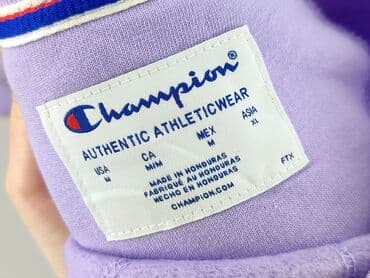 Champion
AUTHENTIC ATHLETICWEAR
USA CA MEX ASIA
M M/M M XL
MADE IN HONDURAS
FABRIQUÉ AU HONDURAS
HECHO EN HONDURAS
CHAMPION.COM
FTX